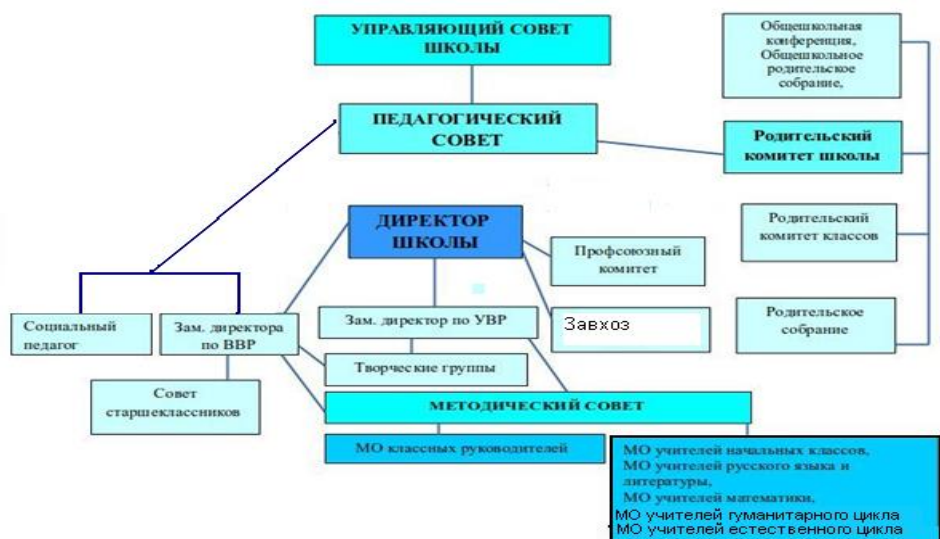 УПРАВЛЯЮЩИЙ СОВЕТ
ШКОЛЫ
Общешкольная
конференция,
Общешкольное
родительское
собрание,
ПЕДАГОГИЧЕСКИЙ
СОВЕТ
Родительский
комитет школы
ДИРЕКТОР
ШКОЛЫ
Родительский
комитет классов
Профсоюзный
комитет
Социальный
педагог
Зам. директора
по ВВР
Зам. директор по УВР
Завхоз
Родительское
собрание
Творческие группы
Совет
старшеклассников
МЕТОДИЧЕСКИЙ СОВЕТ
МО классных руководителей
МО учителей начальных классов,
МО учителей русского языка и
литературы,
МО учителей математики,
МО учителей гуманитарного цикла
МО учителей естественного цикла